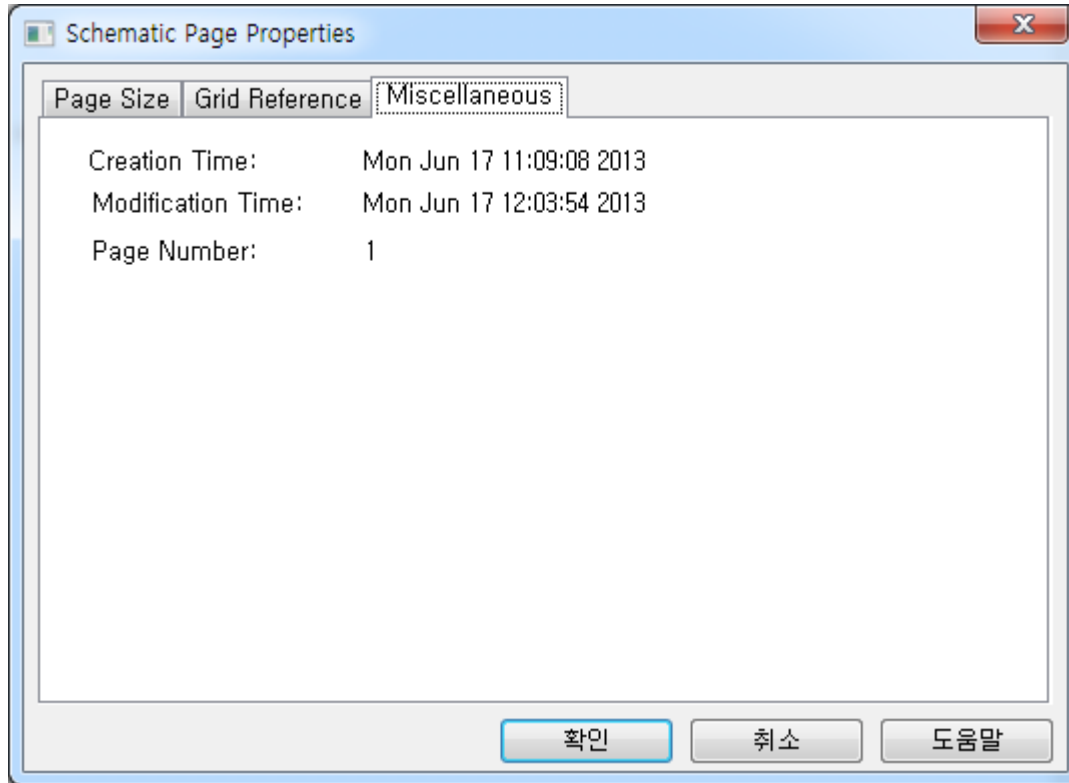 Schematic Page Properties
Page Size Grid Reference Miscellaneous
Creation Time: Mon Jun 17 11:09:08 2013
Modification Time: Mon Jun 17 12:03:54 2013
Page Number: 1
확인 취소 도움말